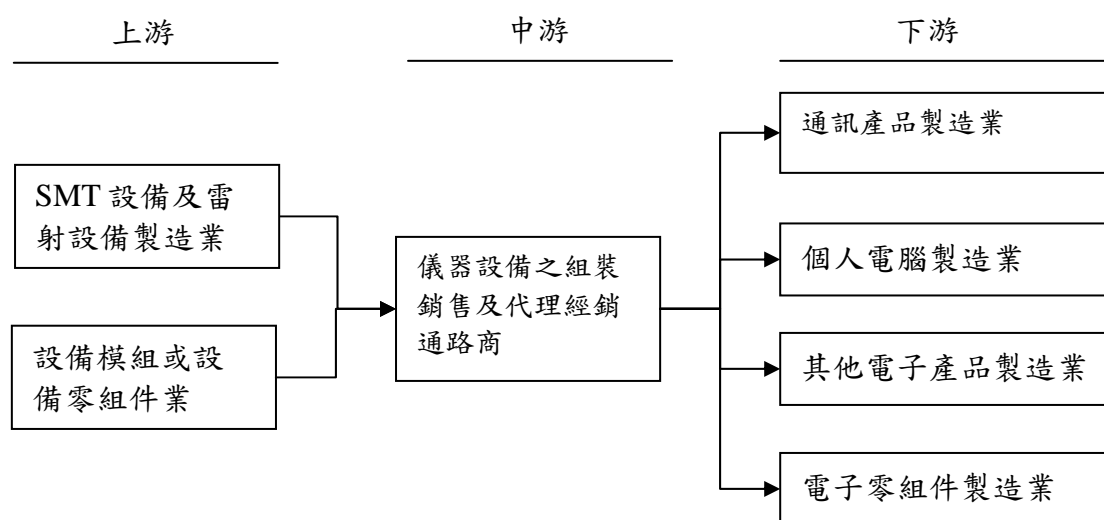 上游
中游
下游
SMT 設備及雷
射設備製造業
設備模組或設
備零組件業
儀器設備之組裝
銷售及代理經銷
通路商
通訊產品製造業
個人電腦製造業
其他電子產品製造業
電子零組件製造業